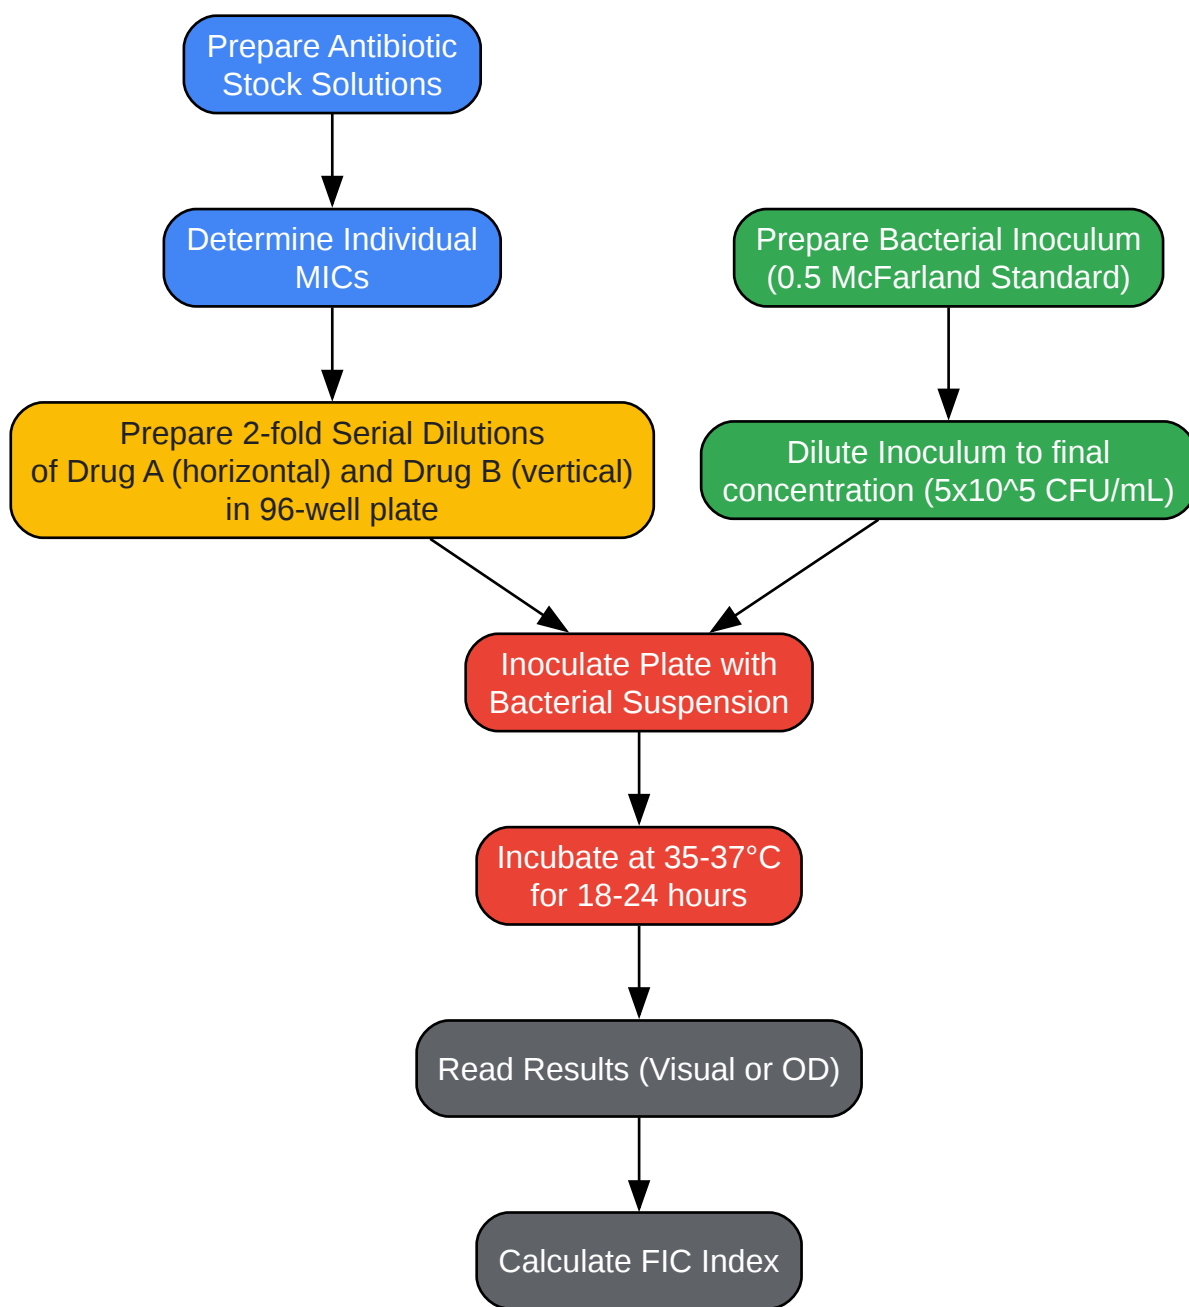 Prepare Antibiotic
Stock Solutions
Determine Individual
MICs
Prepare Bacterial Inoculum
(0.5 McFarland Standard)
Prepare 2-fold Serial Dilutions
of Drug A (horizontal) and Drug B (vertical)
in 96-well plate
Dilute Inoculum to final
concentration (5x10^5 CFU/mL)
Inoculate Plate with
Bacterial Suspension
Incubate at 35-37°C
for 18-24 hours
Read Results (Visual or OD)
Calculate FIC Index